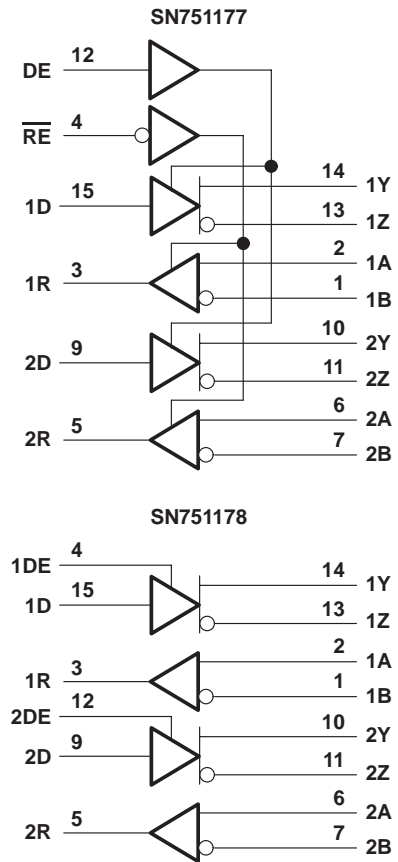 SN751177
DE 12
RE 4
1D 15 14 1Y
13 1Z
1R 3 2 1A
1 1B
2D 9 10 2Y
11 2Z
2R 5 6 2A
7 2B
SN751178
1DE 4
1D 15 14 1Y
13 1Z
1R 3 2 1A
1 1B
2DE 12
2D 9 10 2Y
11 2Z
2R 5 6 2A
7 2B